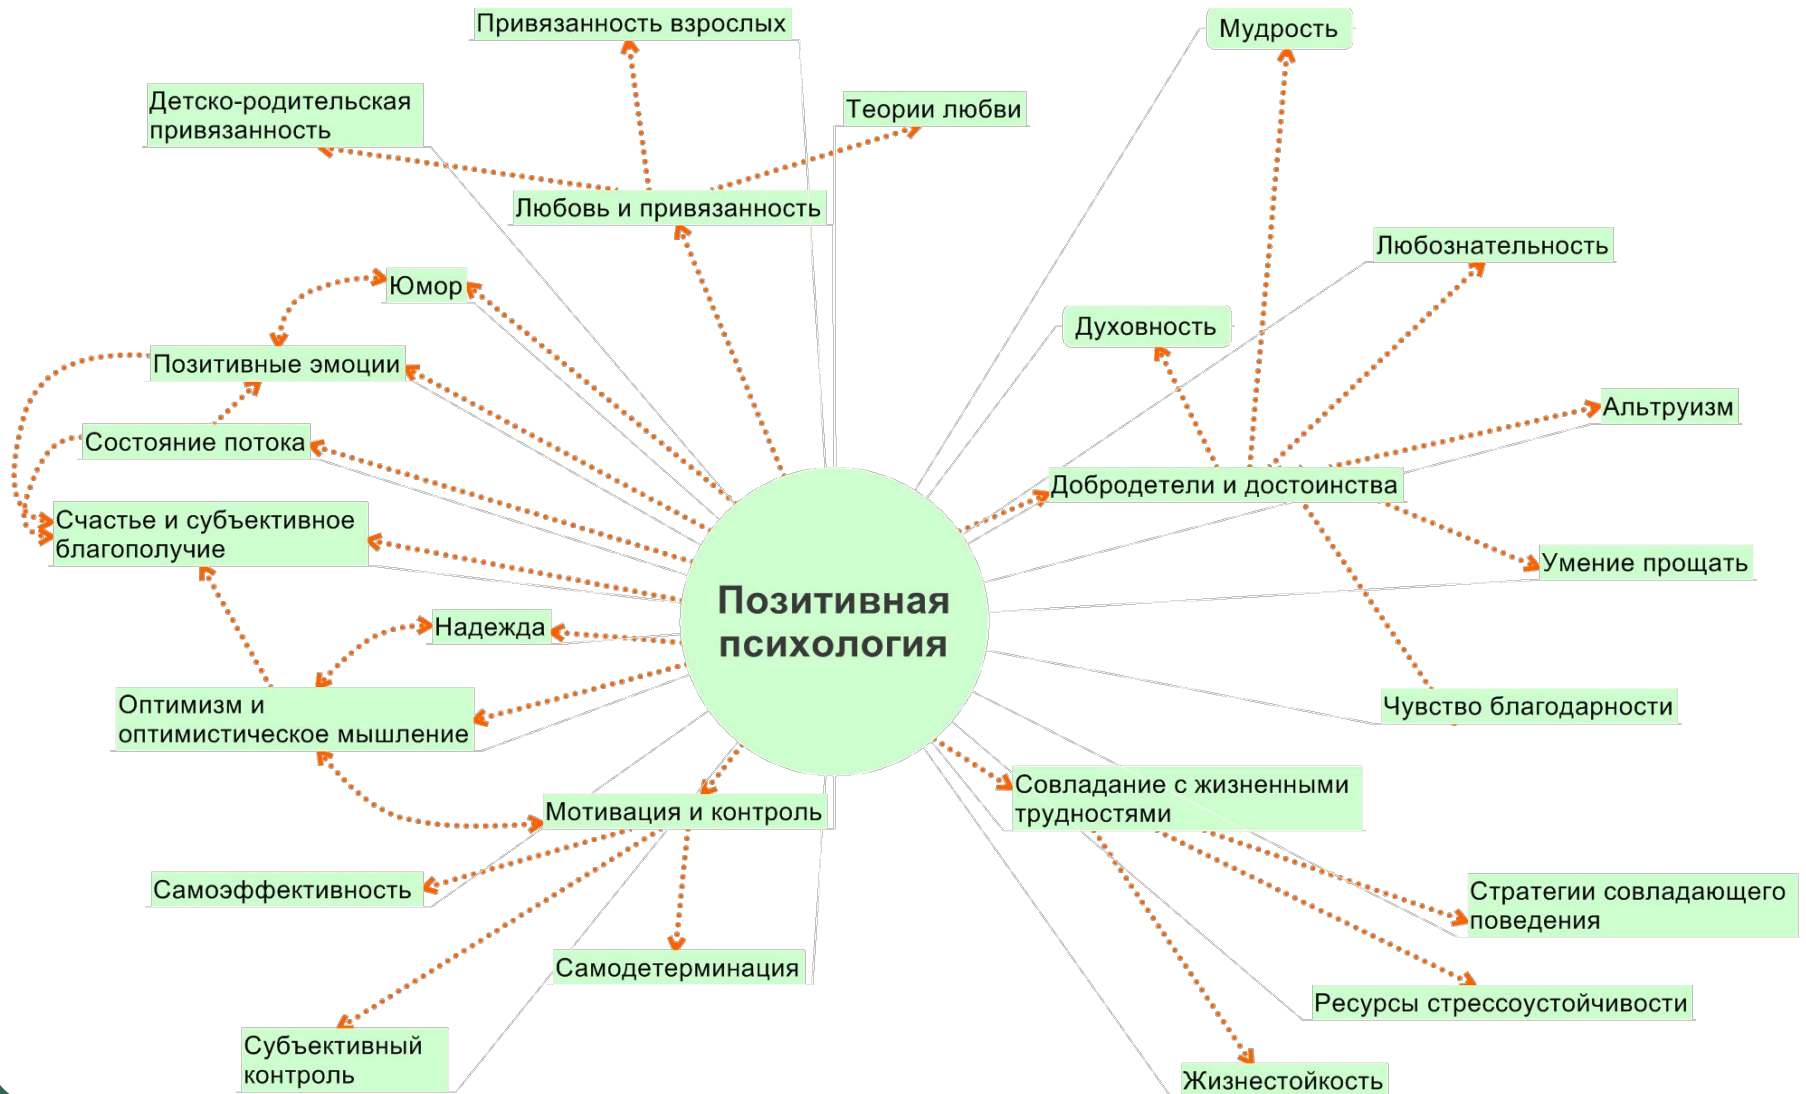 Привязанность взрослых
Мудрость
Детско-родительская
привязанность
Теории любви
Любовь и привязанность
Любознательность
Юмор
Духовность
Позитивные эмоции
Альтруизм
Состояние потока
Добродетели и достоинства
Счастье и субъективное
благополучие
Умение прощать
Позитивная
психология
Надежда
Оптимизм и
оптимистическое мышление
Чувство благодарности
Мотивация и контроль
Совладание с жизненными
трудностями
Самоэффективность
Стратегии совладающего
поведения
Самодетерминация
Ресурсы стрессоустойчивости
Субъективный
контроль
Жизнестойкость